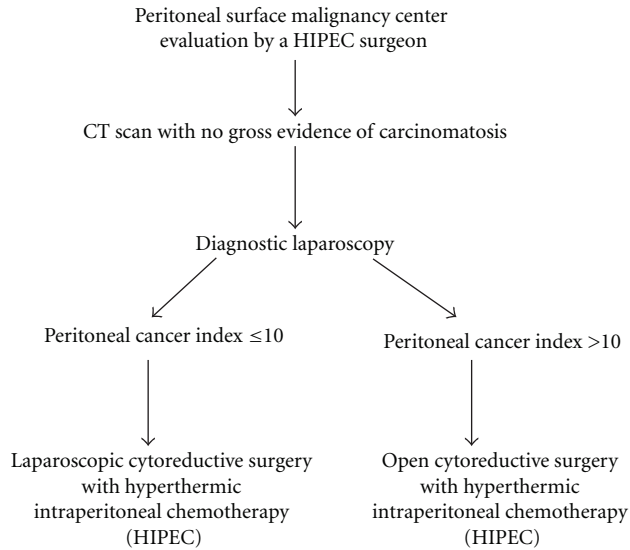 Peritoneal surface malignancy center
evaluation by a HIPEC surgeon
CT scan with no gross evidence of carcinomatosis
Diagnostic laparoscopy
Peritoneal cancer index ≤10
Peritoneal cancer index >10
Laparoscopic cytoreductive surgery
with hyperthermic
intraperitoneal chemotherapy
(HIPEC)
Open cytoreductive surgery
with hyperthermic
intraperitoneal chemotherapy
(HIPEC)